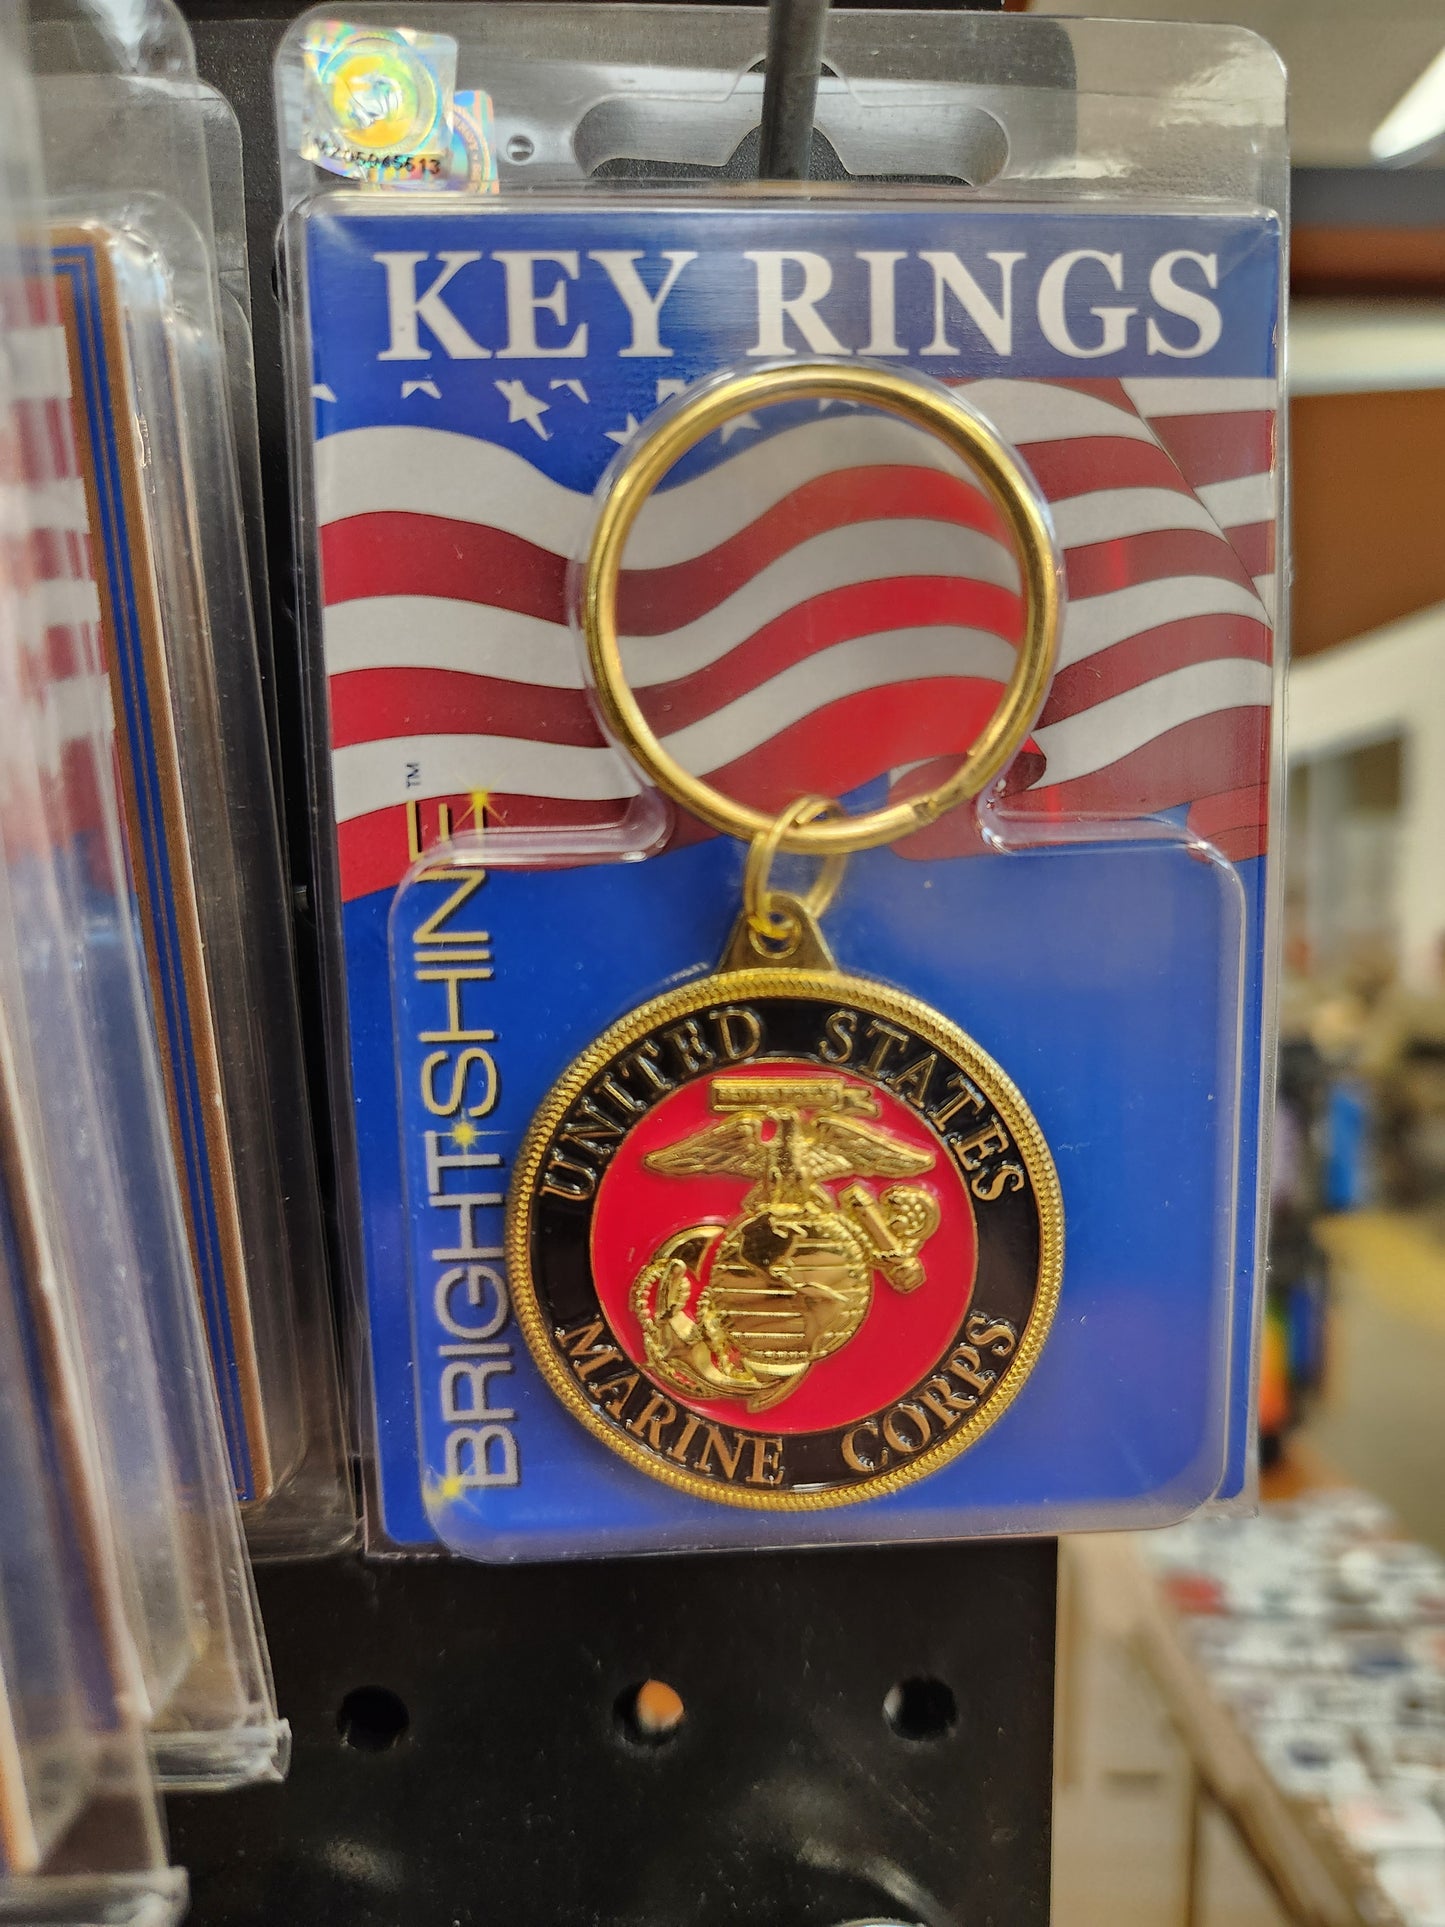 KEY RINGS
BRIGHT SHINE™
UNITED STATES
MARINE CORPS